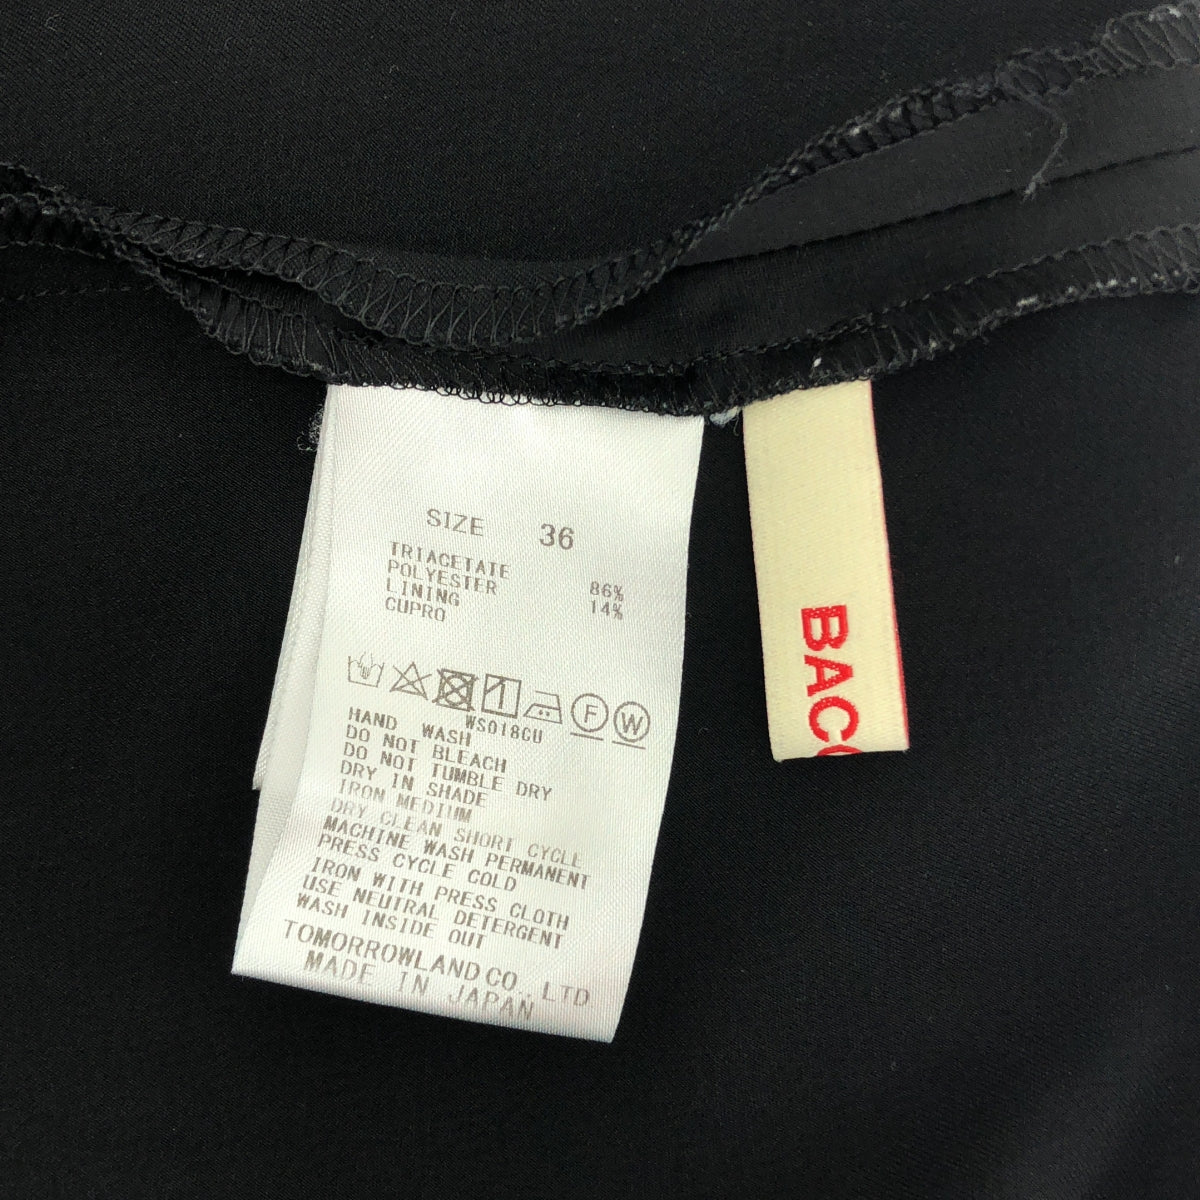 SIZE 36
TRIACETATE 86%
POLYESTER 14%
LINING
CUPRO
F W
WS018CU
HAND WASH
DO NOT BLEACH
DO NOT TUMBLE DRY
DRY IN SHADE
IRON MEDIUM
DRY CLEAN SHORT CYCLE
MACHINE WASH PERMANENT
PRESS CYCLE COLD
IRON WITH PRESS CLOTH
USE NEUTRAL DETERGENT
WASH INSIDE OUT
TOMORROWLAND CO.,LTD
MADE IN JAPAN
BAC